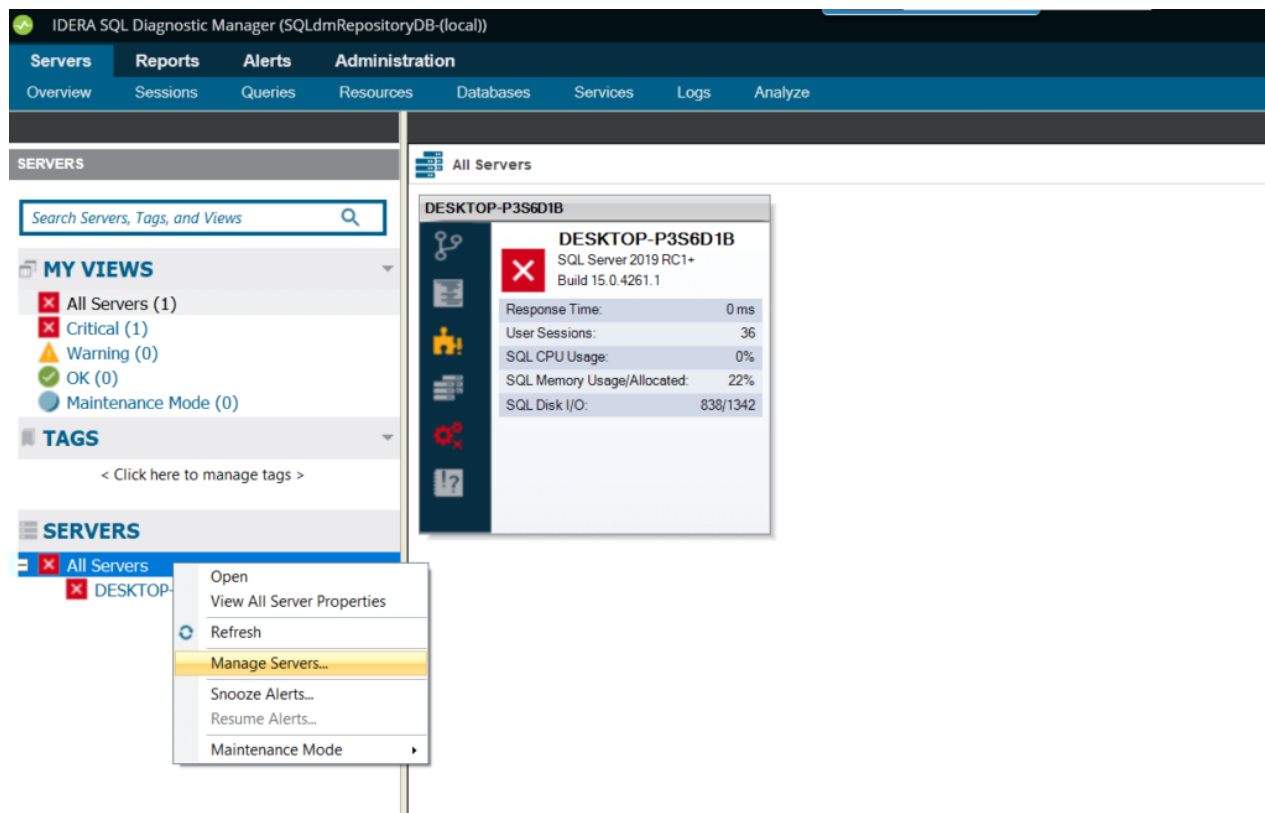 IDERA SQL Diagnostic Manager (SQLdmRepositoryDB-(local))
Servers Reports Alerts Administration
Overview Sessions Queries Resources Databases Services Logs Analyze
SERVERS
Search Servers, Tags, and Views
MY VIEWS
All Servers (1)
Critical (1)
Warning (0)
OK (0)
Maintenance Mode (0)
TAGS
< Click here to manage tags >
SERVERS
All Servers
DESKTOP-
Open
View All Server Properties
Refresh
Manage Servers...
Snooze Alerts...
Resume Alerts...
Maintenance Mode
All Servers
DESKTOP-P3S6D1B
DESKTOP-P3S6D1B
SQL Server 2019 RC1+
Build 15.0.4261.1
Response Time: 0 ms
User Sessions: 36
SQL CPU Usage: 0%
SQL Memory Usage/Allocated: 22%
SQL Disk I/O: 838/1342